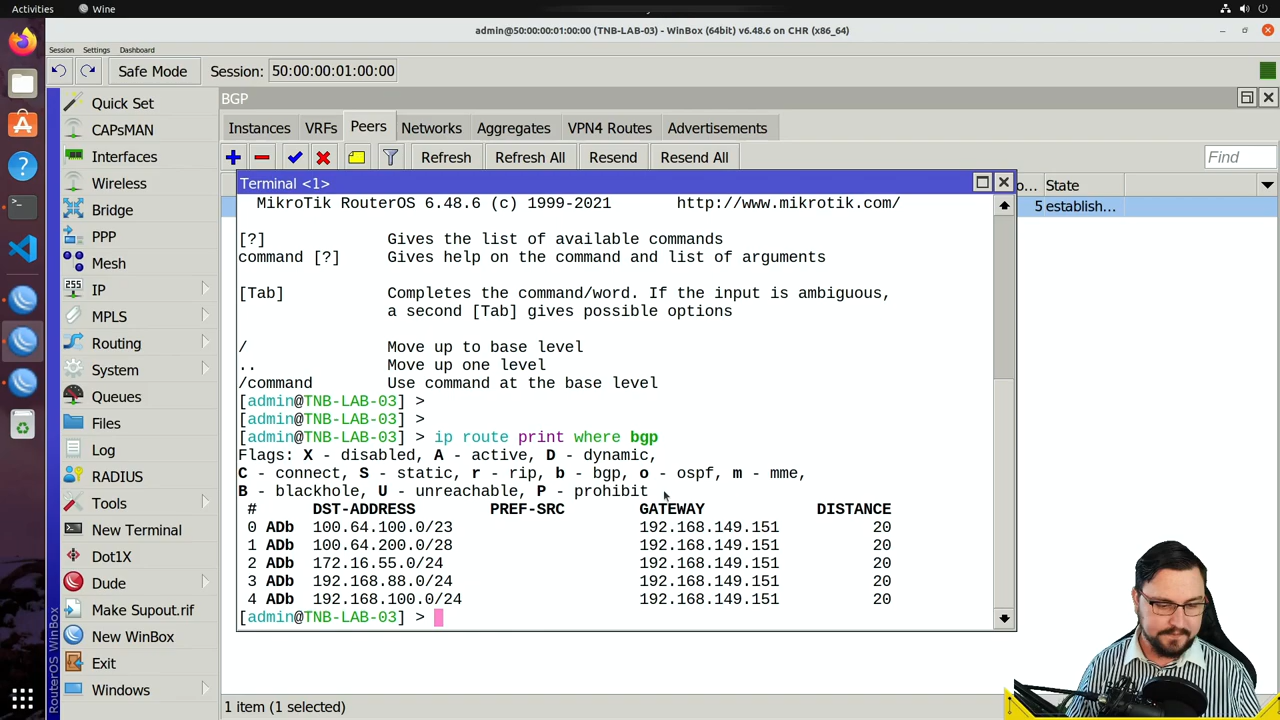 Activities
Wine
admin@50:00:00:01:00:00 (TNB-LAB-03) - WinBox (64bit) v6.48.6 on CHR (x86_64)
Session Settings Dashboard
Safe Mode Session: 50:00:00:01:00:00
Quick Set
CAPsMAN
Interfaces
Wireless
Bridge
PPP
Mesh
IP
MPLS
Routing
System
Queues
Files
Log
RADIUS
Tools
New Terminal
Dot1X
Dude
Make Supout.rif
New WinBox
Exit
Windows
RouterOS WinBox
BGP
Instances VRFs Peers Networks Aggregates VPN4 Routes Advertisements
Refresh Refresh All Resend Resend All Find
o... State
5 establish...
Terminal <1>
MikroTik RouterOS 6.48.6 (c) 1999-2021 http://www.mikrotik.com/
[?] Gives the list of available commands
command [?] Gives help on the command and list of arguments
[Tab] Completes the command/word. If the input is ambiguous,
a second [Tab] gives possible options
/ Move up to base level
.. Move up one level
/command Use command at the base level
[admin@TNB-LAB-03] >
[admin@TNB-LAB-03] >
[admin@TNB-LAB-03] > ip route print where bgp
Flags: X - disabled, A - active, D - dynamic,
C - connect, S - static, r - rip, b - bgp, o - ospf, m - mme,
B - blackhole, U - unreachable, P - prohibit
# DST-ADDRESS PREF-SRC GATEWAY DISTANCE
0 ADb 100.64.100.0/23 192.168.149.151 20
1 ADb 100.64.200.0/28 192.168.149.151 20
2 ADb 172.16.55.0/24 192.168.149.151 20
3 ADb 192.168.88.0/24 192.168.149.151 20
4 ADb 192.168.100.0/24 192.168.149.151 20
[admin@TNB-LAB-03] >
1 item (1 selected)